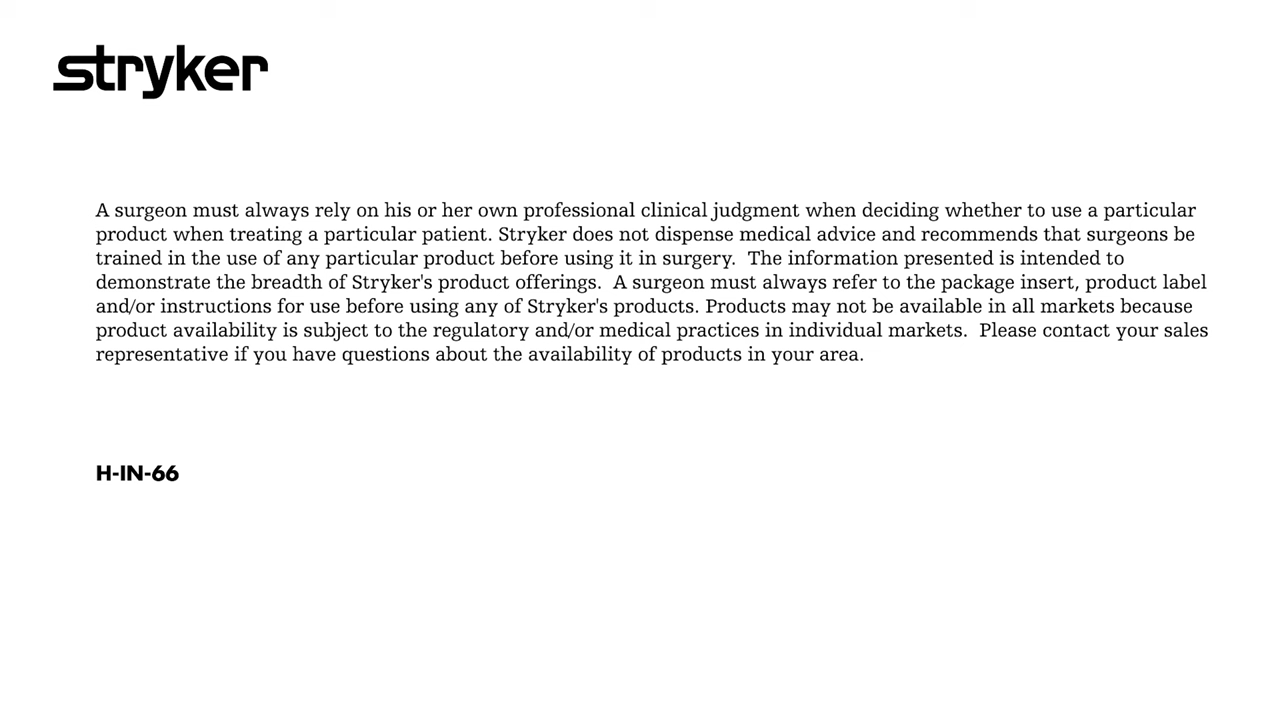 stryker
A surgeon must always rely on his or her own professional clinical judgment when deciding whether to use a particular
product when treating a particular patient. Stryker does not dispense medical advice and recommends that surgeons be
trained in the use of any particular product before using it in surgery.  The information presented is intended to
demonstrate the breadth of Stryker's product offerings.  A surgeon must always refer to the package insert, product label
and/or instructions for use before using any of Stryker's products. Products may not be available in all markets because
product availability is subject to the regulatory and/or medical practices in individual markets.  Please contact your sales
representative if you have questions about the availability of products in your area.
H-IN-66